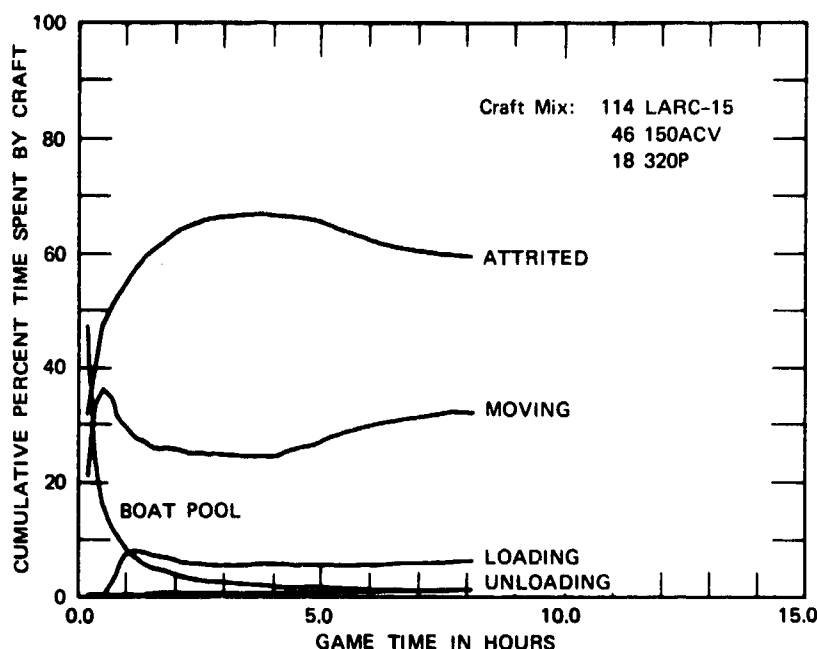 CUMULATIVE PERCENT TIME SPENT BY CRAFT
100
80
60
40
20
0
Craft Mix: 114 LARC-15
46 150ACV
18 320P
ATTRITED
MOVING
BOAT POOL
LOADING
UNLOADING
0.0 5.0 10.0 15.0
GAME TIME IN HOURS